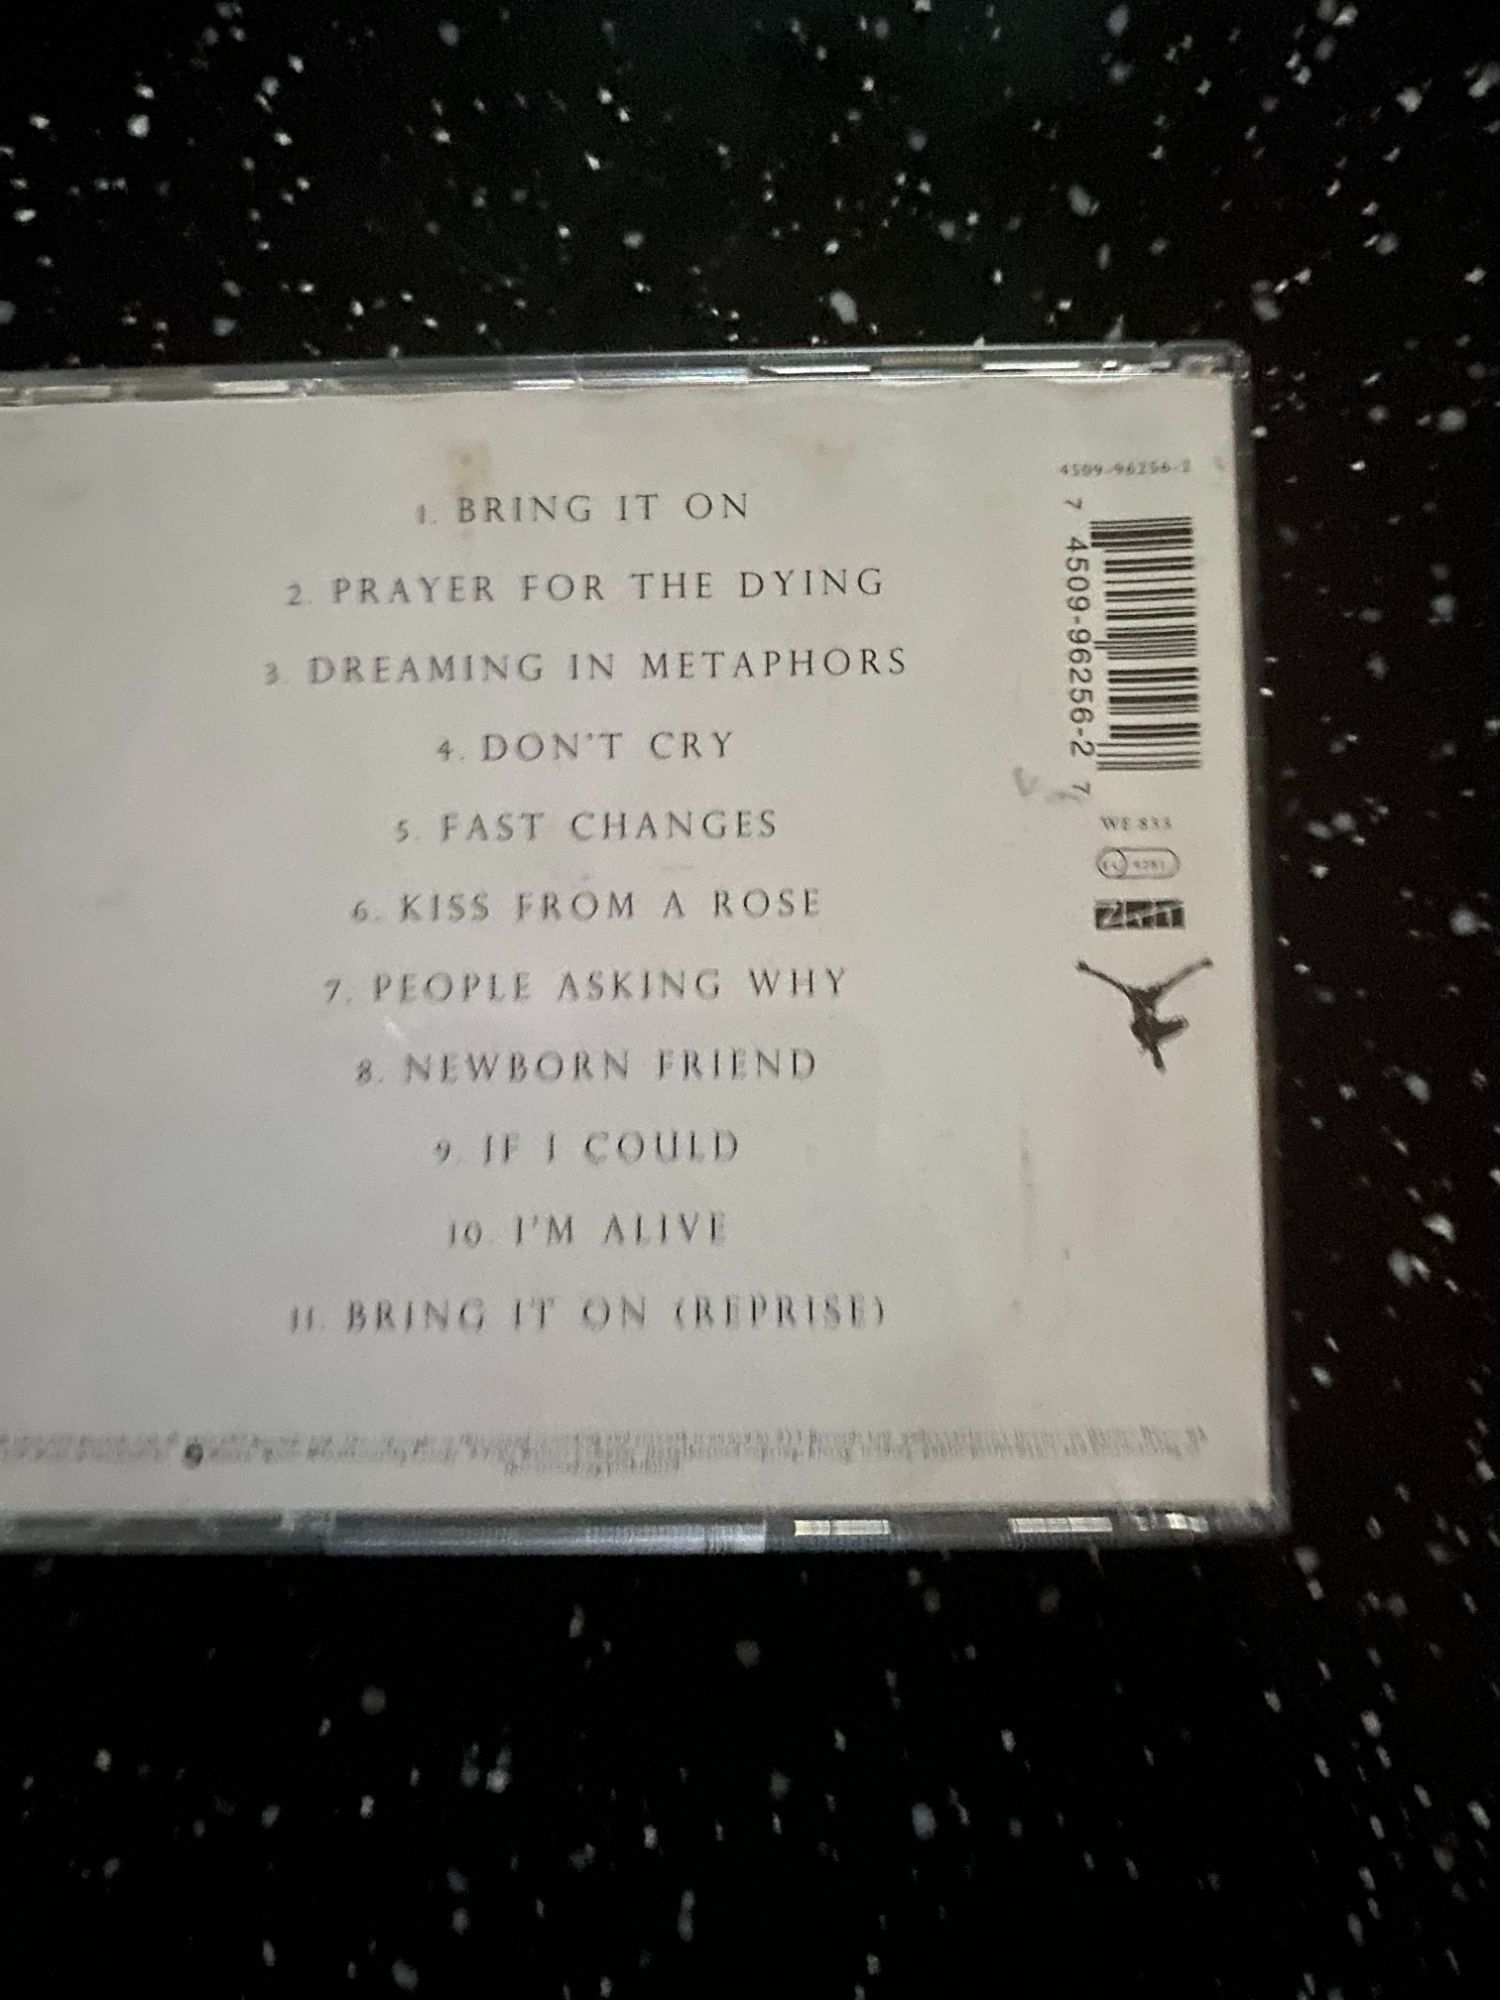 1. BRING IT ON
2. PRAYER FOR THE DYING
3. DREAMING IN METAPHORS
4. DON'T CRY
5. FAST CHANGES
6. KISS FROM A ROSE
7. PEOPLE ASKING WHY
8. NEWBORN FRIEND
9. IF I COULD
10. I'M ALIVE
11. BRING IT ON (REPRISE)
4509-96256-2
7 4509-96256-2 7
WE 833
ZTT